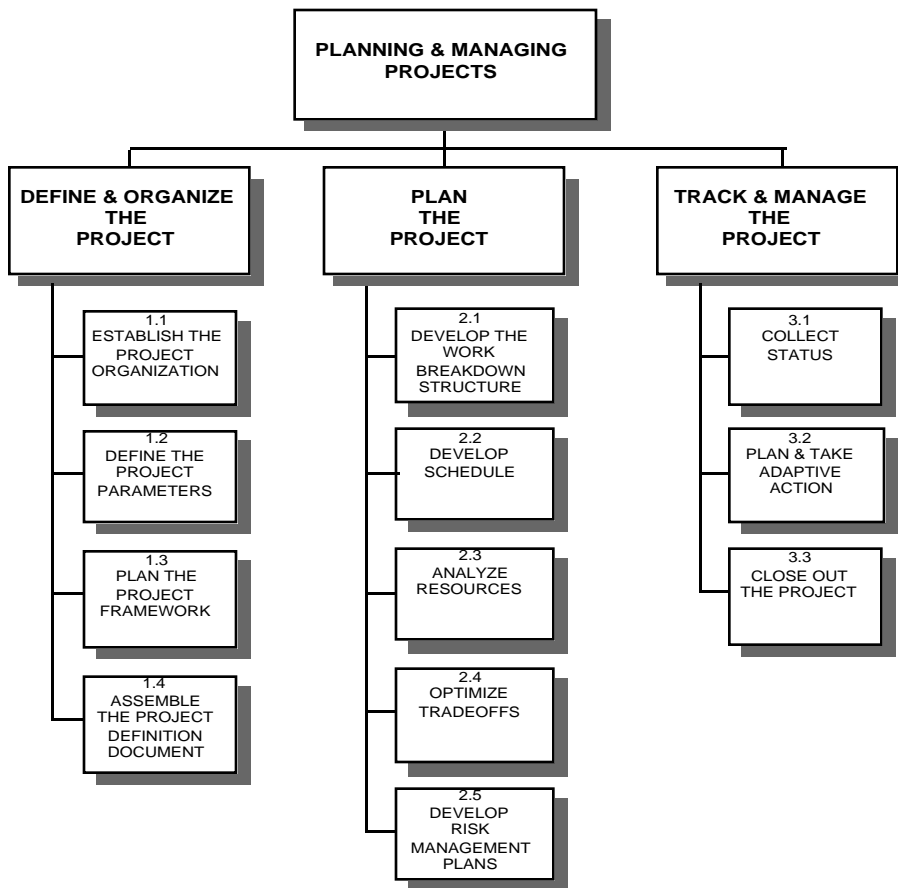 PLANNING & MANAGING
PROJECTS
DEFINE & ORGANIZE
THE
PROJECT
PLAN
THE
PROJECT
TRACK & MANAGE
THE
PROJECT
1.1
ESTABLISH THE
PROJECT
ORGANIZATION
1.2
DEFINE THE
PROJECT
PARAMETERS
1.3
PLAN THE
PROJECT
FRAMEWORK
1.4
ASSEMBLE
THE PROJECT
DEFINITION
DOCUMENT
2.1
DEVELOP THE
WORK
BREAKDOWN
STRUCTURE
2.2
DEVELOP
SCHEDULE
2.3
ANALYZE
RESOURCES
2.4
OPTIMIZE
TRADEOFFS
2.5
DEVELOP
RISK
MANAGEMENT
PLANS
3.1
COLLECT
STATUS
3.2
PLAN & TAKE
ADAPTIVE
ACTION
3.3
CLOSE OUT
THE PROJECT